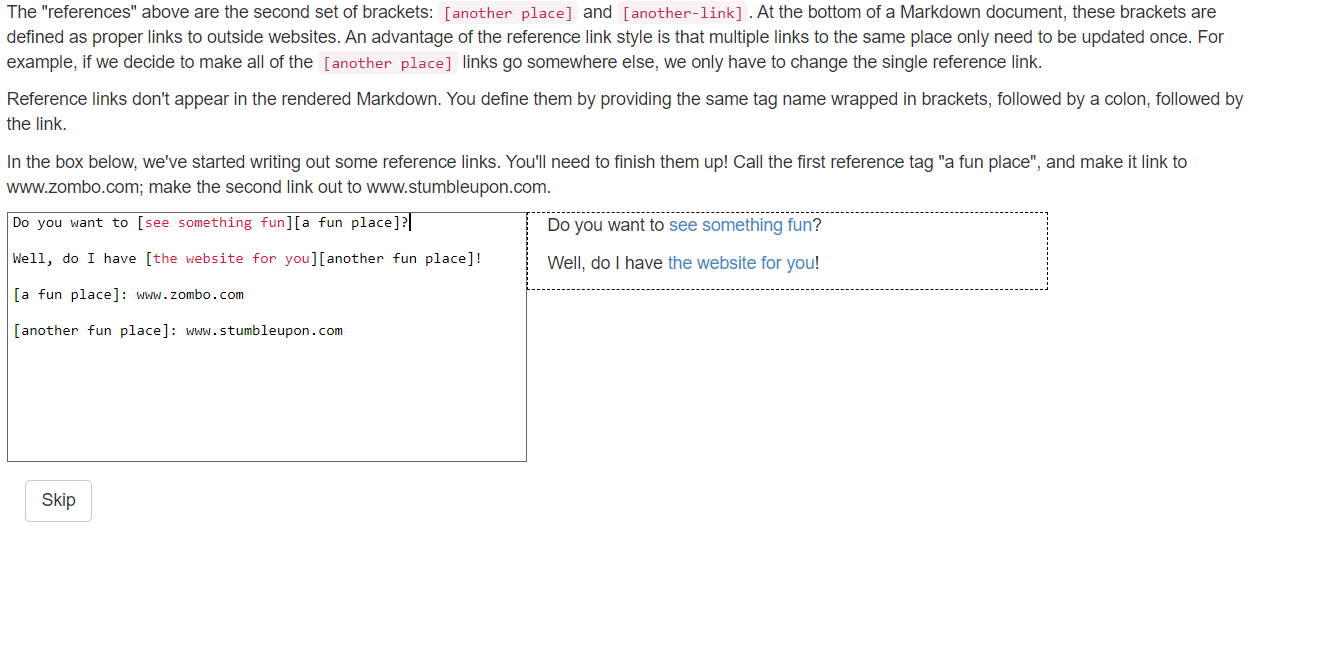 The "references" above are the second set of brackets: [another place] and [another-link] . At the bottom of a Markdown document, these brackets are
defined as proper links to outside websites. An advantage of the reference link style is that multiple links to the same place only need to be updated once. For
example, if we decide to make all of the [another place] links go somewhere else, we only have to change the single reference link.
Reference links don't appear in the rendered Markdown. You define them by providing the same tag name wrapped in brackets, followed by a colon, followed by
the link.
In the box below, we've started writing out some reference links. You'll need to finish them up! Call the first reference tag "a fun place", and make it link to
www.zombo.com; make the second link out to www.stumbleupon.com.
Do you want to [see something fun][a fun place]?
Well, do I have [the website for you][another fun place]!
[a fun place]: www.zombo.com
[another fun place]: www.stumbleupon.com
Do you want to see something fun?
Well, do I have the website for you!
Skip